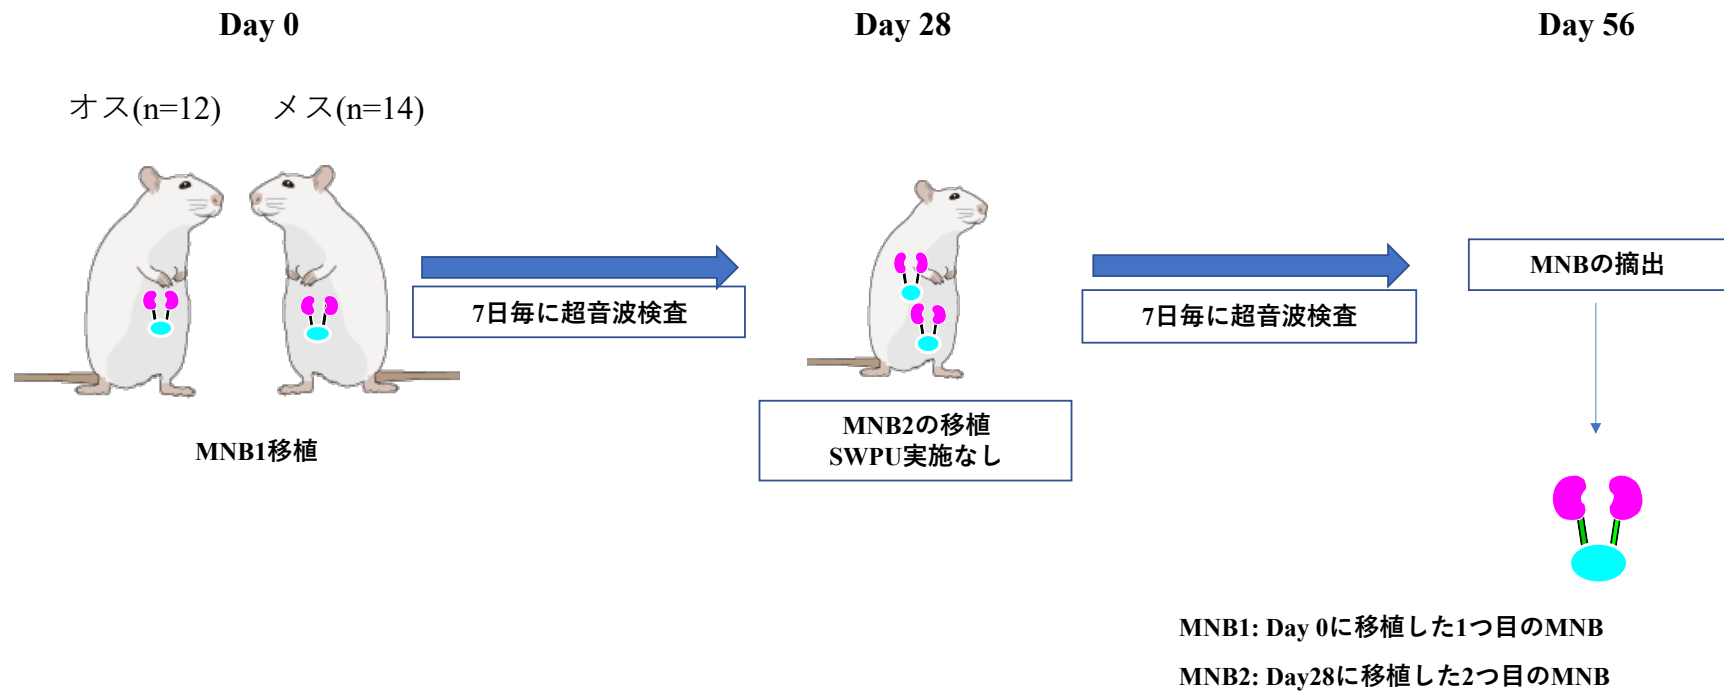 Day 0
Day 28
Day 56
オス(n=12)
メス(n=14)
7日毎に超音波検査
7日毎に超音波検査
MNBの摘出
MNB1移植
MNB2の移植
SWPU実施なし
MNB1: Day 0に移植した1つ目のMNB
MNB2: Day28に移植した2つ目のMNB